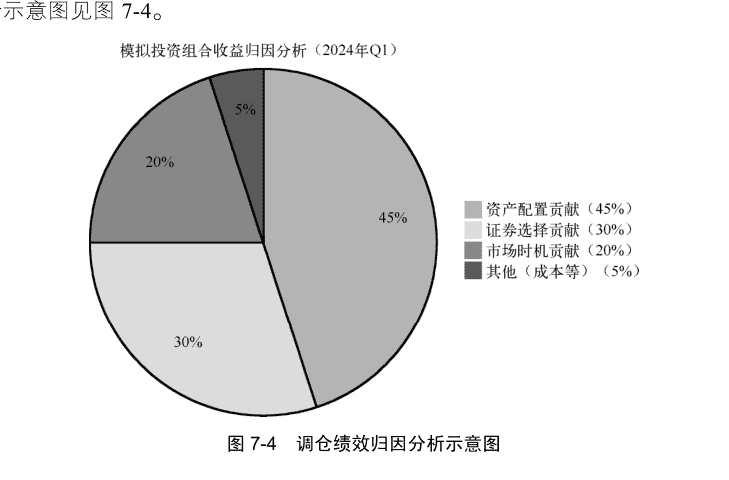 示意图见图 7-4。
模拟投资组合收益归因分析（2024年Q1）
5%
20%
45%
30%
资产配置贡献（45%）
证券选择贡献（30%）
市场时机贡献（20%）
其他（成本等）（5%）
图 7-4 调仓绩效归因分析示意图